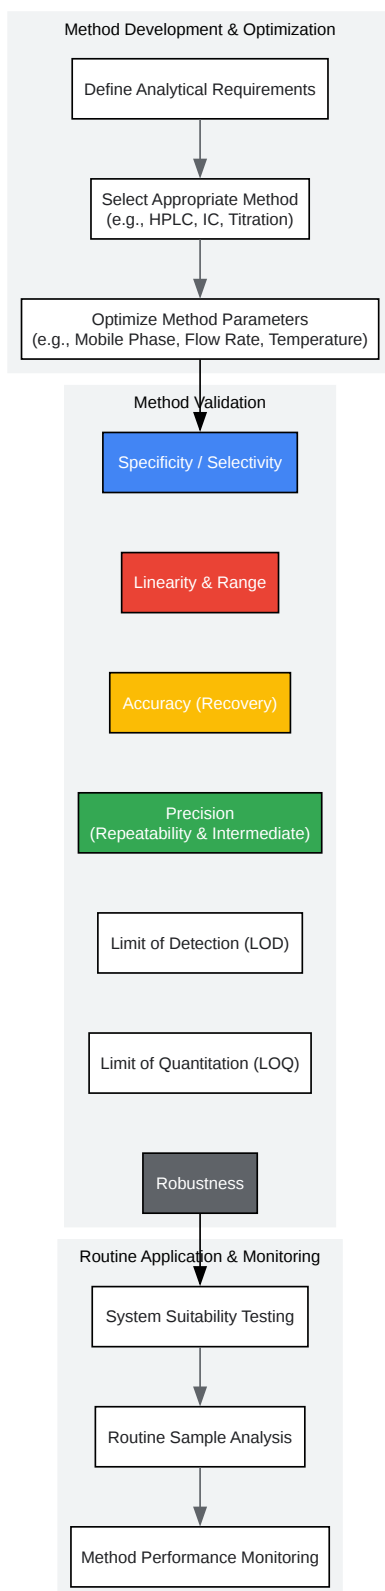 Method Development & Optimization
Define Analytical Requirements
Select Appropriate Method
(e.g., HPLC, IC, Titration)
Optimize Method Parameters
(e.g., Mobile Phase, Flow Rate, Temperature)
Method Validation
Specificity / Selectivity
Linearity & Range
Accuracy (Recovery)
Precision
(Repeatability & Intermediate)
Limit of Detection (LOD)
Limit of Quantitation (LOQ)
Robustness
Routine Application & Monitoring
System Suitability Testing
Routine Sample Analysis
Method Performance Monitoring